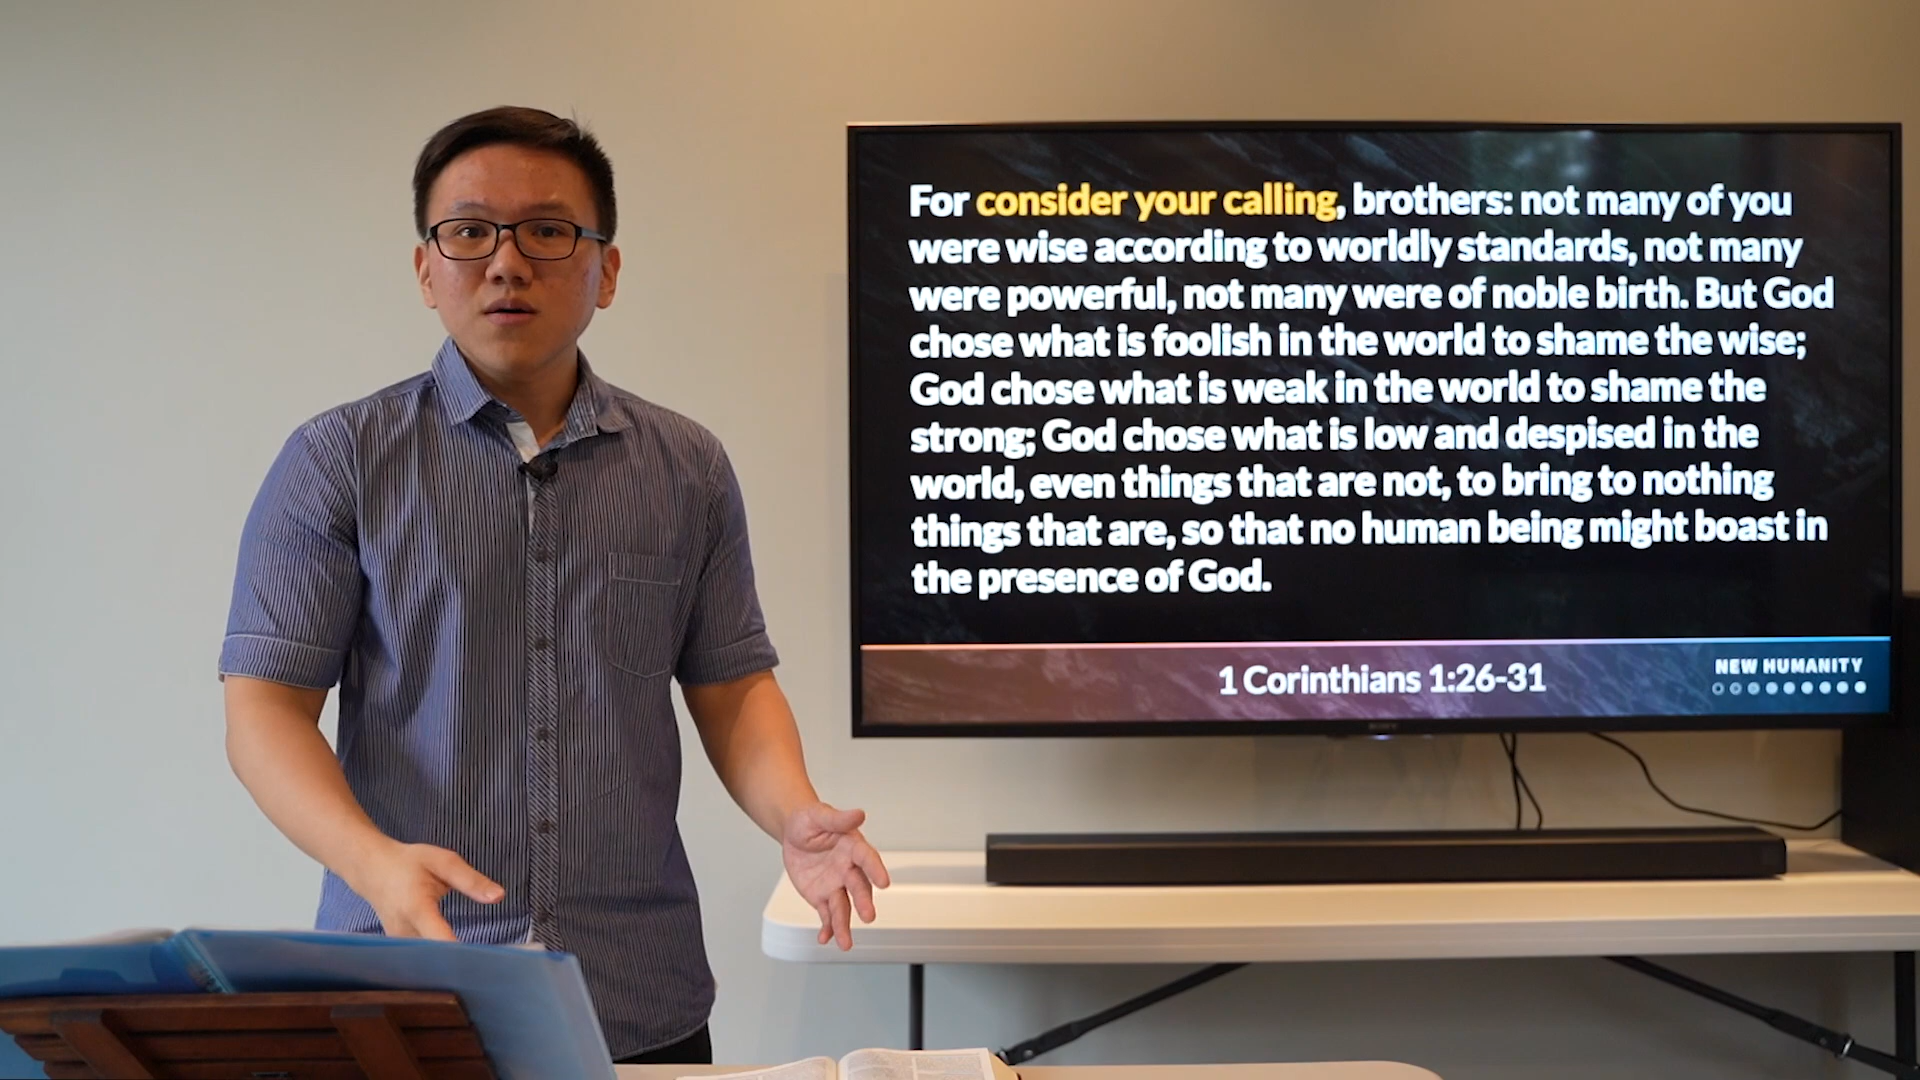 For consider your calling, brothers: not many of you
were wise according to worldly standards, not many
were powerful, not many were of noble birth. But God
chose what is foolish in the world to shame the wise;
God chose what is weak in the world to shame the
strong; God chose what is low and despised in the
world, even things that are not, to bring to nothing
things that are, so that no human being might boast in
the presence of God.
1 Corinthians 1:26-31
NEW HUMANITY
SONY